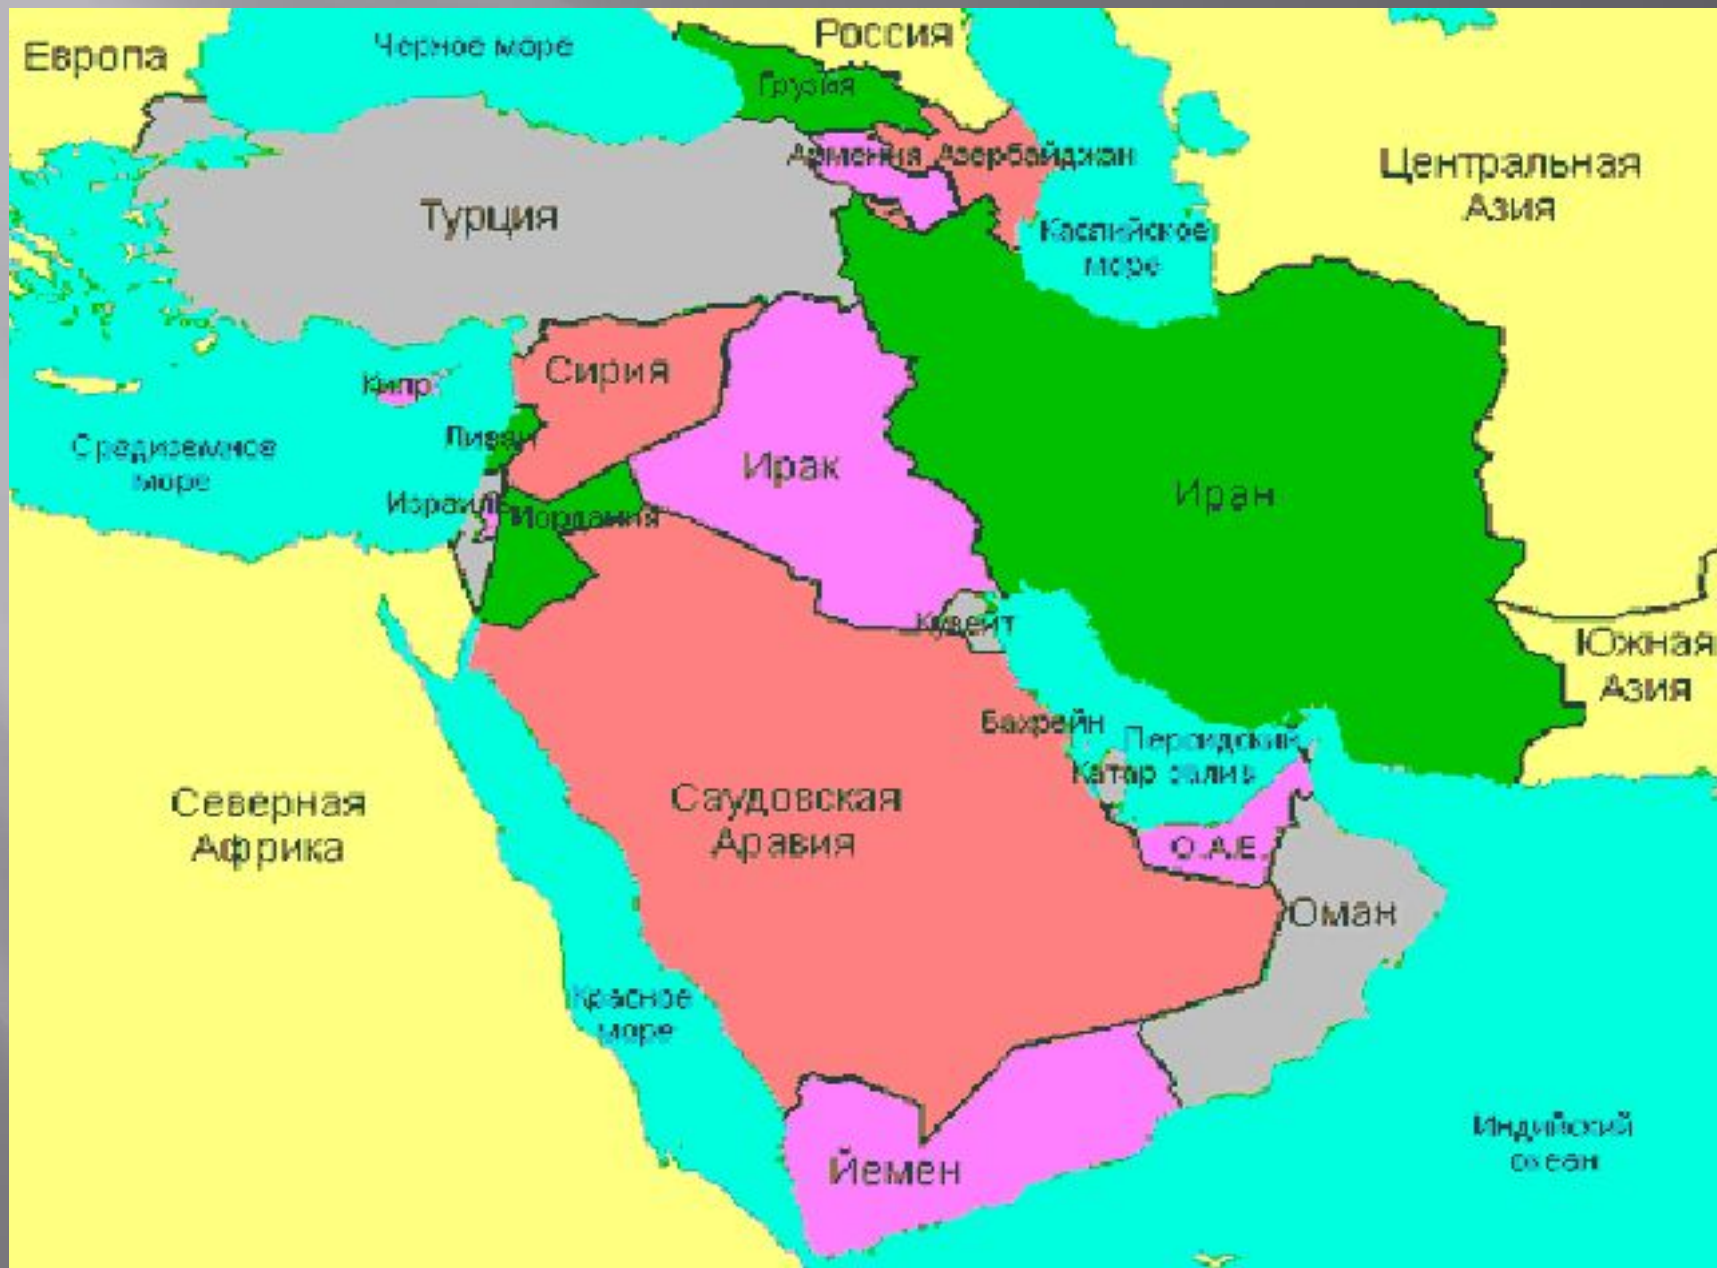 Европа
Черное море
Россия
Грузия
Армения
Азербайджан
Центральная
Азия
Турция
Каспийское
море
Сирия
Кипр
Ливан
Средиземное
море
Ирак
Иран
Израиль
Иордания
Кувейт
Южная
Азия
Бахрейн
Персидский
Катар залив
Северная
Африка
Саудовская
Аравия
О.А.Е.
Оман
Красное
море
Индийский
океан
Йемен